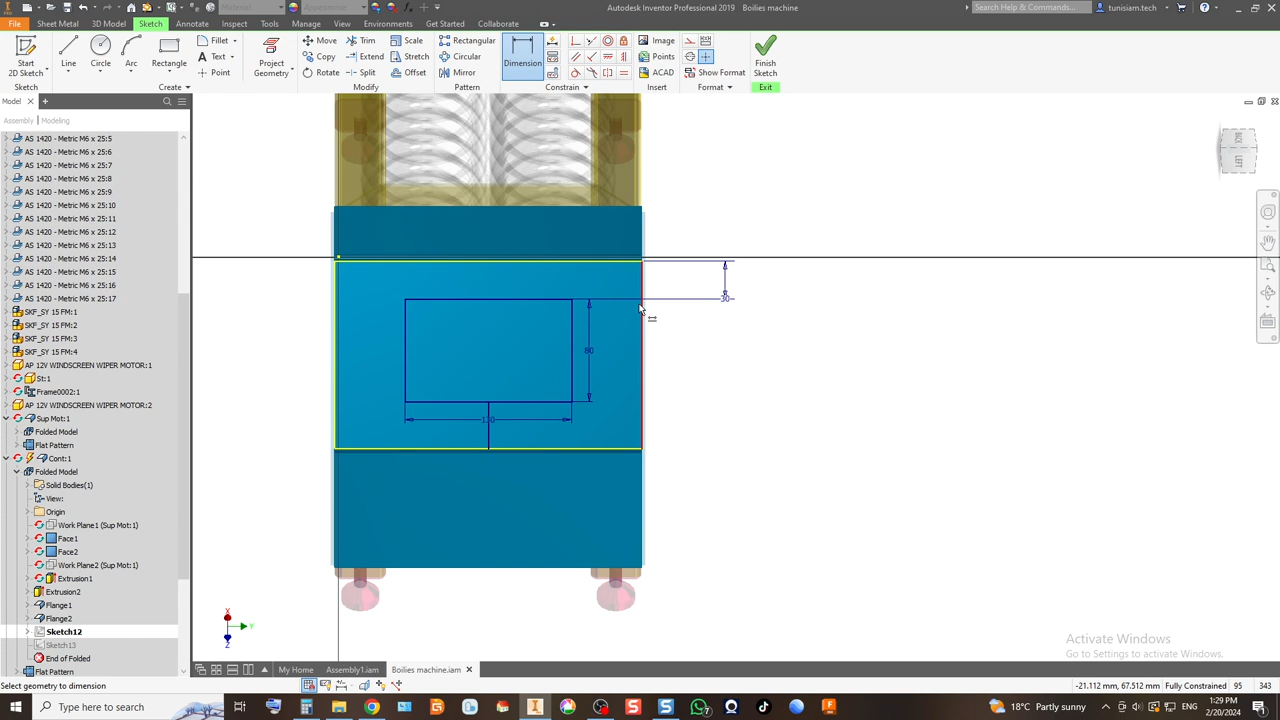 Material
Appearance
Autodesk Inventor Professional 2019  Boilies machine
Search Help & Commands...
tunisiam.tech
File
Sheet Metal
3D Model
Sketch
Annotate
Inspect
Tools
Manage
View
Environments
Get Started
Collaborate
Start
2D Sketch
Line
Circle
Arc
Rectangle
Fillet
Text
Point
Project
Geometry
Move
Copy
Rotate
Trim
Extend
Split
Scale
Stretch
Offset
Rectangular
Circular
Mirror
Dimension
Image
Points
ACAD
Show Format
Finish
Sketch
Sketch
Create
Modify
Pattern
Constrain
Insert
Format
Exit
Model
Assembly
Modeling
AS 1420 - Metric M6 x 25:5
AS 1420 - Metric M6 x 25:6
AS 1420 - Metric M6 x 25:7
AS 1420 - Metric M6 x 25:8
AS 1420 - Metric M6 x 25:9
AS 1420 - Metric M6 x 25:10
AS 1420 - Metric M6 x 25:11
AS 1420 - Metric M6 x 25:12
AS 1420 - Metric M6 x 25:13
AS 1420 - Metric M6 x 25:14
AS 1420 - Metric M6 x 25:15
AS 1420 - Metric M6 x 25:16
AS 1420 - Metric M6 x 25:17
SKF_SY 15 FM:1
SKF_SY 15 FM:2
SKF_SY 15 FM:3
SKF_SY 15 FM:4
AP 12V WINDSCREEN WIPER MOTOR:1
St:1
Frame0002:1
AP 12V WINDSCREEN WIPER MOTOR:2
Sup Mot:1
Folded Model
Flat Pattern
Cont:1
Folded Model
Solid Bodies(1)
View:
Origin
Work Plane1 (Sup Mot:1)
Face1
Face2
Work Plane2 (Sup Mot:1)
Extrusion1
Extrusion2
Flange1
Flange2
Sketch12
Sketch13
End of Folded
Flat Pattern
30
80
BACK
LEFT
X
Y
Z
Activate Windows
Go to Settings to activate Windows.
My Home
Assembly1.iam
Boilies machine.iam
Select geometry to dimension
-21.112 mm, 67.512 mm
Fully Constrained
95
343
Type here to search
18°C Partly sunny
1:29 PM
2/20/2024